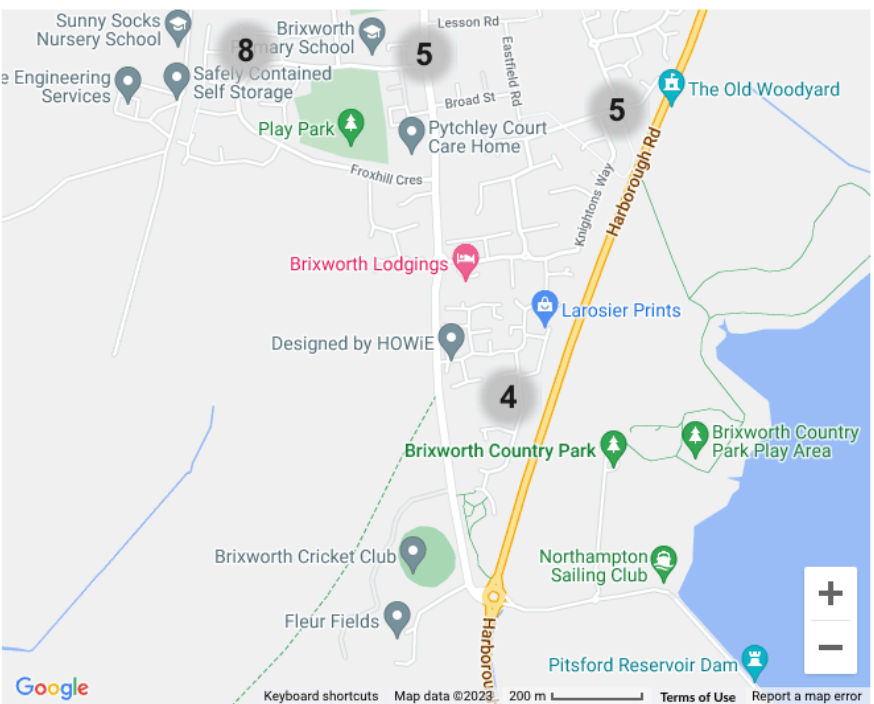 Sunny Socks
Nursery School
8
Brixworth
Primary School
5
Lesson Rd
Eastfield Rd
e Engineering
Services
Safely Contained
Self Storage
Broad St
5
The Old Woodyard
Play Park
Pytchley Court
Care Home
Harborough Rd
Froxhill Cres
Knightons Way
Brixworth Lodgings
Larosier Prints
Designed by HOWiE
4
Brixworth Country Park
Brixworth Country
Park Play Area
Brixworth Cricket Club
Northampton
Sailing Club
+
Fleur Fields
Harborou
−
Pitsford Reservoir Dam
Google
Keyboard shortcuts Map data ©2023 200 m Terms of Use Report a map error